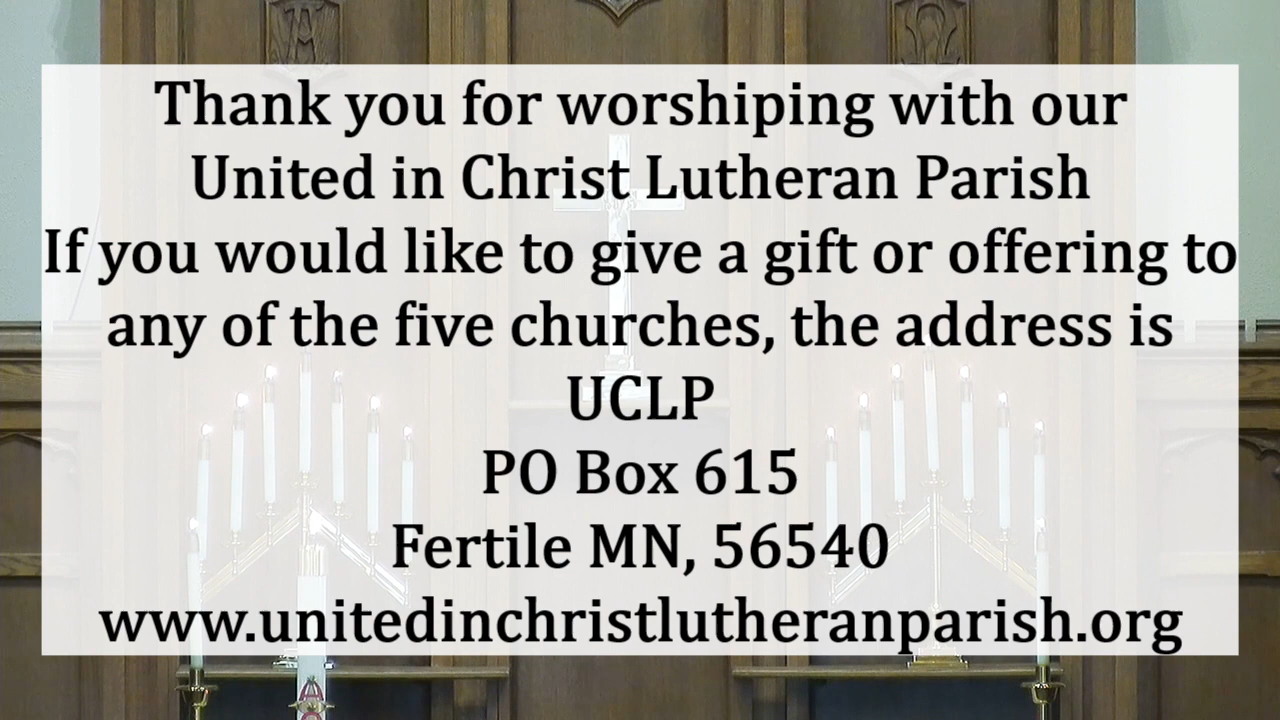 Thank you for worshiping with our
United in Christ Lutheran Parish
If you would like to give a gift or offering to
any of the five churches, the address is
UCLP
PO Box 615
Fertile MN, 56540
www.unitedinchristlutheranparish.org